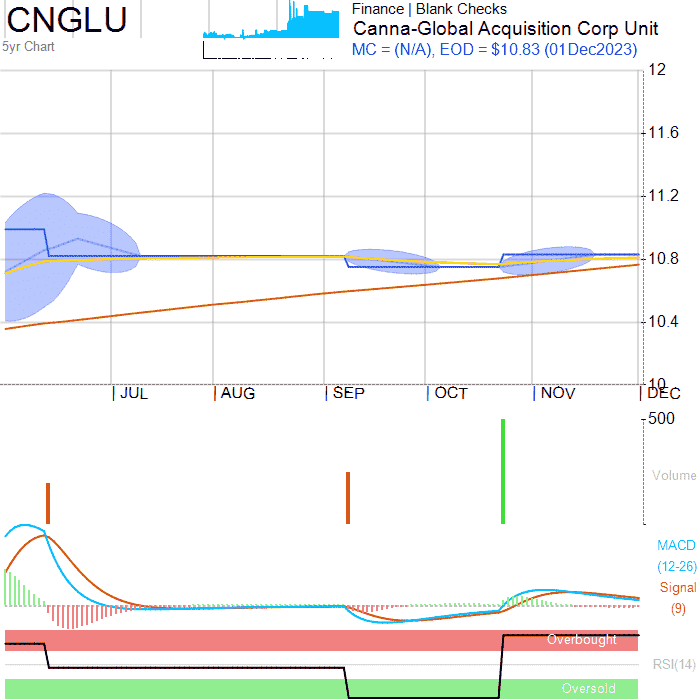 CNGLU
5yr Chart
Finance | Blank Checks
Canna-Global Acquisition Corp Unit
MC = (N/A), EOD = $10.83 (01Dec2023)
12
11.6
11.2
10.8
10.4
10
JUL AUG SEP OCT NOV DEC
500
Volume
MACD
(12-26)
Signal
(9)
Overbought
RSI(14)
Oversold